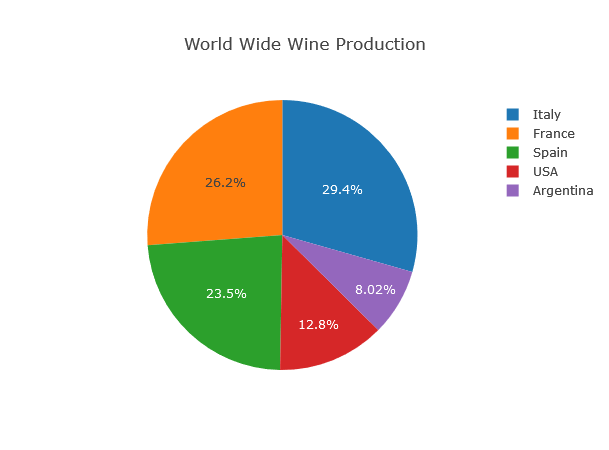 World Wide Wine Production
Italy
France
Spain
USA
Argentina
26.2%
29.4%
23.5%
8.02%
12.8%